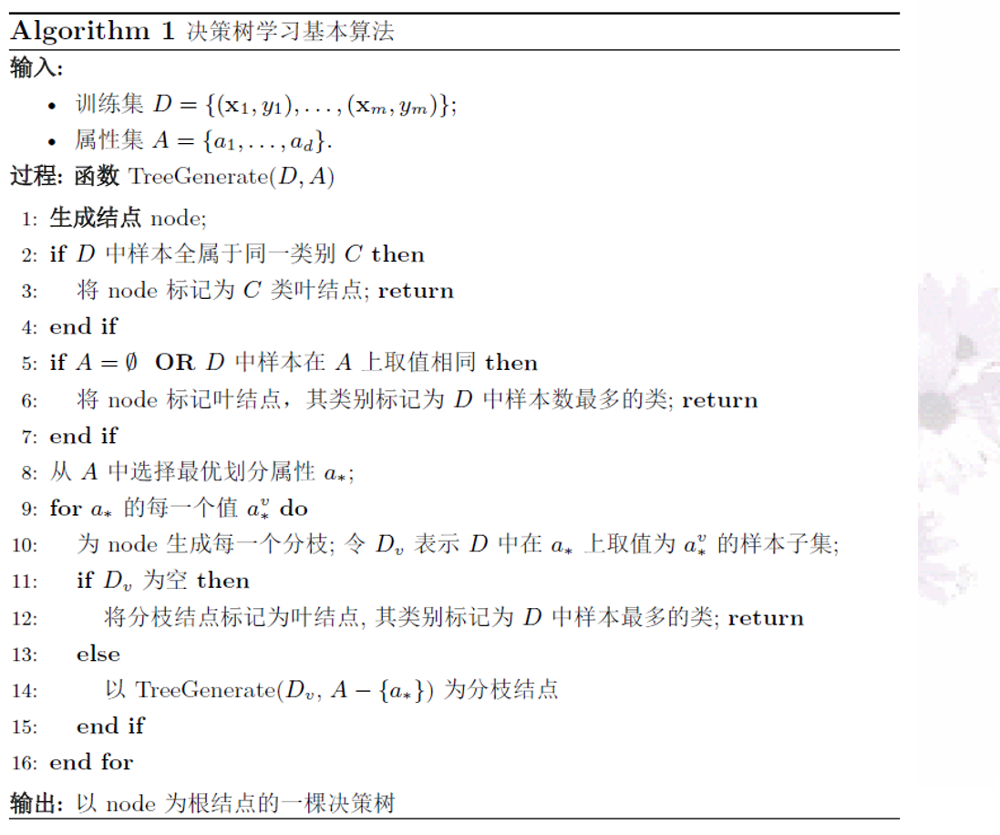 Algorithm 1 决策树学习基本算法
输入:
• 训练集 D = {(x₁, y₁), . . . , (xₘ, yₘ)};
• 属性集 A = {a₁, . . . , a_d}.
过程: 函数 TreeGenerate(D, A)
1: 生成结点 node;
2: if D 中样本全属于同一类别 C then
3: 将 node 标记为 C 类叶结点; return
4: end if
5: if A = ∅ OR D 中样本在 A 上取值相同 then
6: 将 node 标记叶结点，其类别标记为 D 中样本数最多的类; return
7: end if
8: 从 A 中选择最优划分属性 a_*;
9: for a_* 的每一个值 a_*^v do
10: 为 node 生成每一个分枝; 令 D_v 表示 D 中在 a_* 上取值为 a_*^v 的样本子集;
11: if D_v 为空 then
12: 将分枝结点标记为叶结点, 其类别标记为 D 中样本最多的类; return
13: else
14: 以 TreeGenerate(D_v, A − {a_*}) 为分枝结点
15: end if
16: end for
输出: 以 node 为根结点的一棵决策树